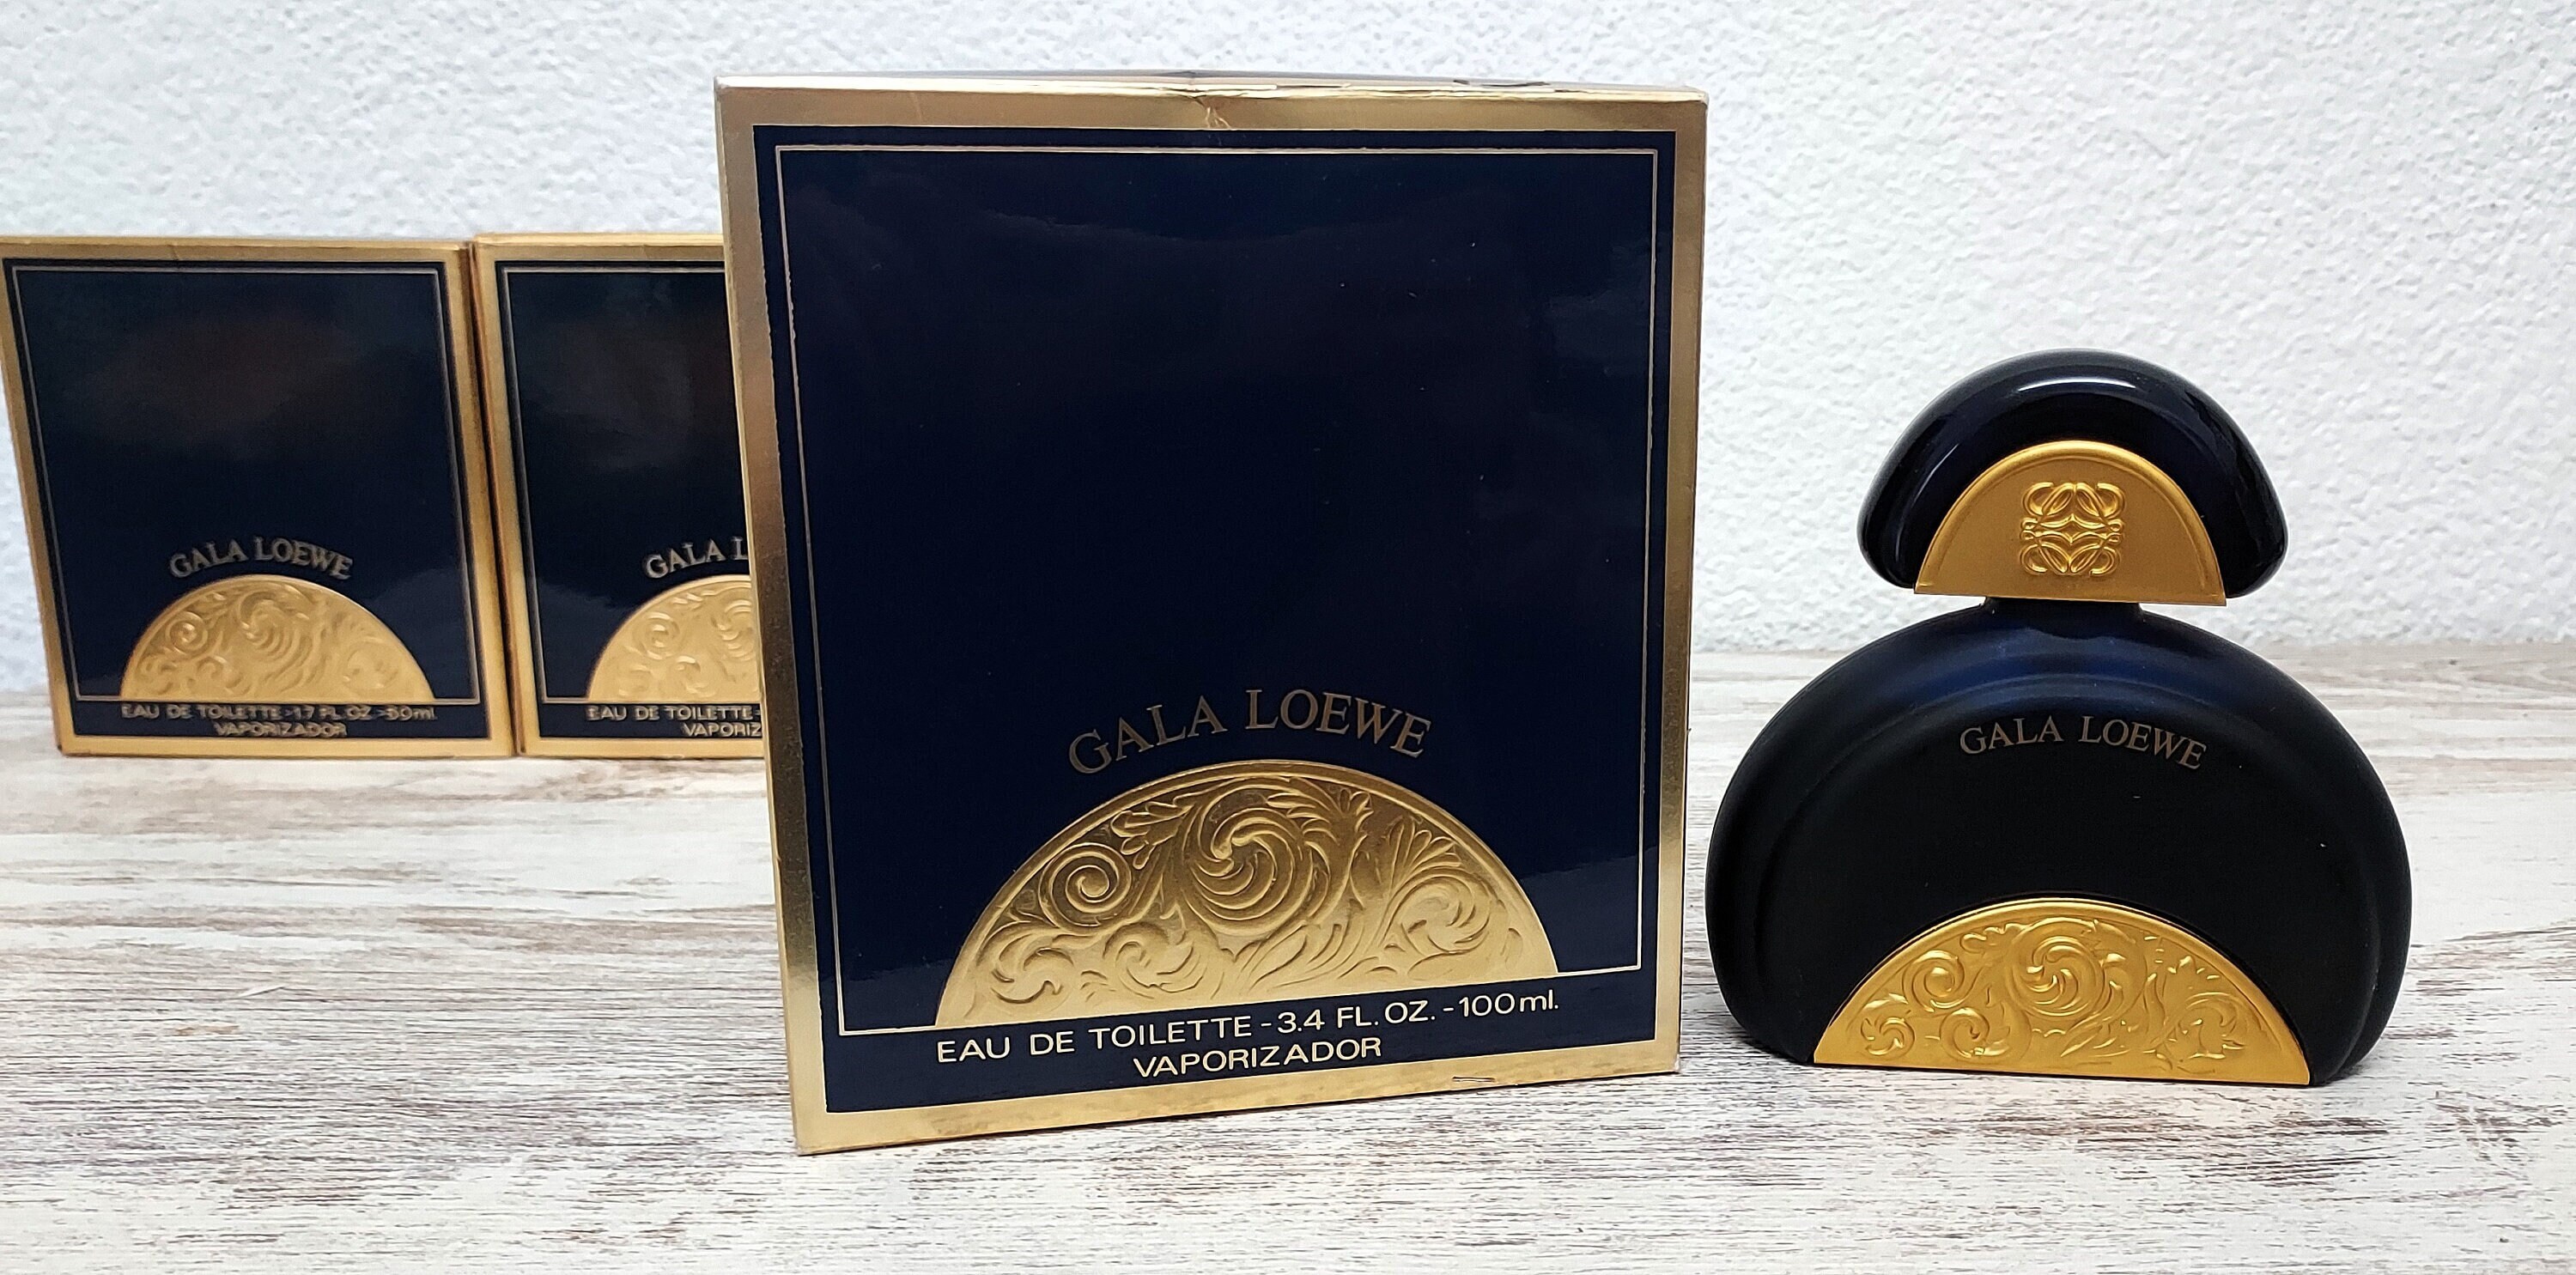 GALA LOEWE
EAU DE TOILETTE - 1.7 FL. OZ. - 50 ml.
VAPORIZADOR
GALA L
EAU DE TOILETTE -
VAPORIZ
GALA LOEWE
EAU DE TOILETTE - 3.4 FL. OZ. - 100 ml.
VAPORIZADOR
GALA LOEWE